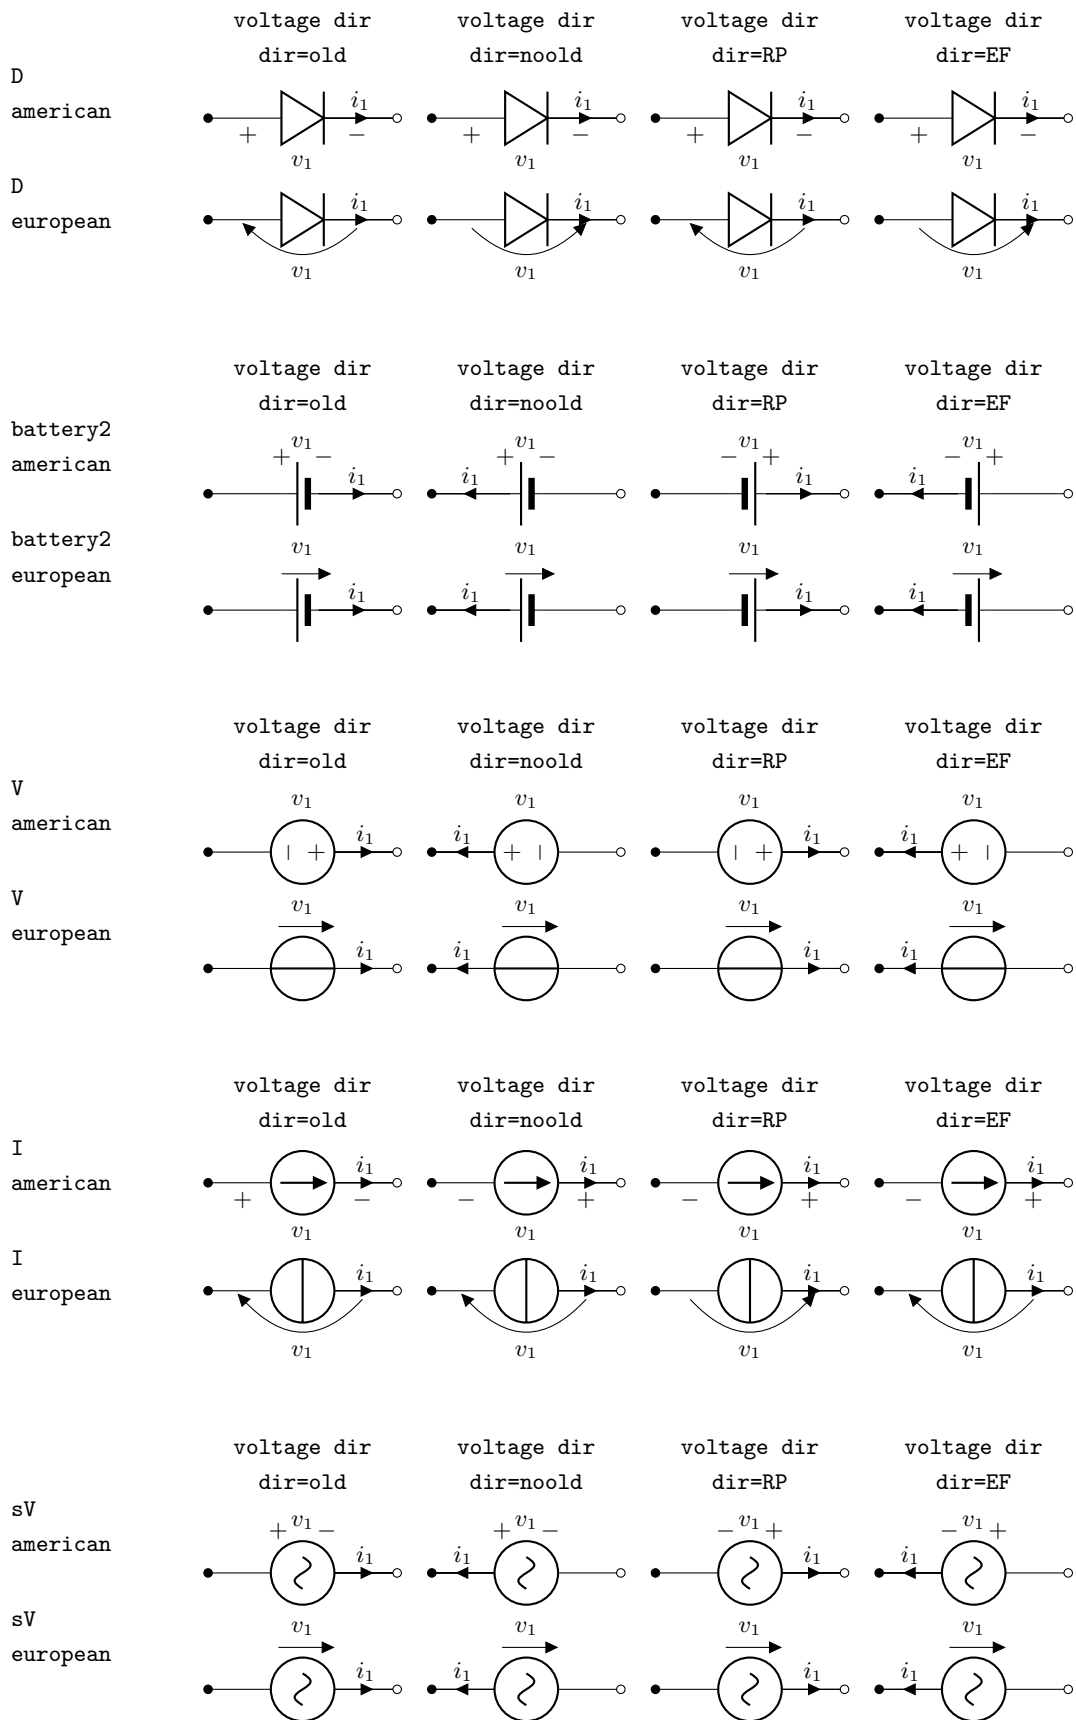 voltage dir voltage dir voltage dir voltage dir
dir=old dir=noold dir=RP dir=EF
D
american
i₁ i₁ i₁ i₁
+ − + − + − + −
v₁ v₁ v₁ v₁
D
european
i₁ i₁ i₁ i₁
v₁ v₁ v₁ v₁
voltage dir voltage dir voltage dir voltage dir
dir=old dir=noold dir=RP dir=EF
battery2
american
+ v₁ − + v₁ − − v₁ + − v₁ +
i₁ i₁ i₁ i₁
battery2
european
v₁ v₁ v₁ v₁
i₁ i₁ i₁ i₁
voltage dir voltage dir voltage dir voltage dir
dir=old dir=noold dir=RP dir=EF
V
american
v₁ v₁ v₁ v₁
− + i₁ i₁ + − − + i₁ i₁ + −
V
european
v₁ v₁ v₁ v₁
i₁ i₁ i₁ i₁
voltage dir voltage dir voltage dir voltage dir
dir=old dir=noold dir=RP dir=EF
I
american
i₁ i₁ i₁ i₁
+ − − + − + − +
v₁ v₁ v₁ v₁
I
european
i₁ i₁ i₁ i₁
v₁ v₁ v₁ v₁
voltage dir voltage dir voltage dir voltage dir
dir=old dir=noold dir=RP dir=EF
sV
american
+ v₁ − + v₁ − − v₁ + − v₁ +
i₁ i₁ i₁ i₁
sV
european
v₁ v₁ v₁ v₁
i₁ i₁ i₁ i₁